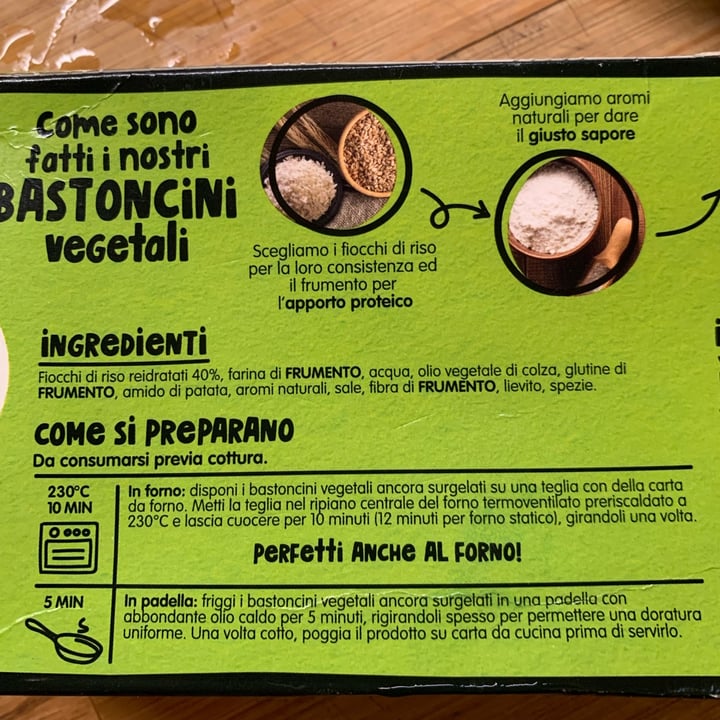 Come sono
fatti i nostri
BASTONCiNi
vegetali
Scegliamo i fiocchi di riso
per la loro consistenza ed
il frumento per
l'apporto proteico
Aggiungiamo aromi
naturali per dare
il giusto sapore
iNGReDieNTi
Fiocchi di riso reidratati 40%, farina di FRUMENTO, acqua, olio vegetale di colza, glutine di
FRUMENTO, amido di patata, aromi naturali, sale, fibra di FRUMENTO, lievito, spezie.
COMe Si PRePARANO
Da consumarsi previa cottura.
230°C
10 MIN
In forno: disponi i bastoncini vegetali ancora surgelati su una teglia con della carta
da forno. Metti la teglia nel ripiano centrale del forno termoventilato preriscaldato a
230°C e lascia cuocere per 10 minuti (12 minuti per forno statico), girandoli una volta.
PeRFeTTi ANCHe AL FORNO!
5 MIN
In padella: friggi i bastoncini vegetali ancora surgelati in una padella con
abbondante olio caldo per 5 minuti, rigirandoli spesso per permettere una doratura
uniforme. Una volta cotto, poggia il prodotto su carta da cucina prima di servirlo.